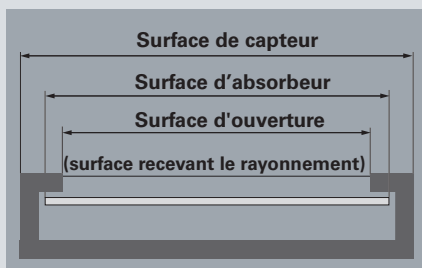 Surface de capteur
Surface d’absorbeur
Surface d'ouverture
(surface recevant le rayonnement)